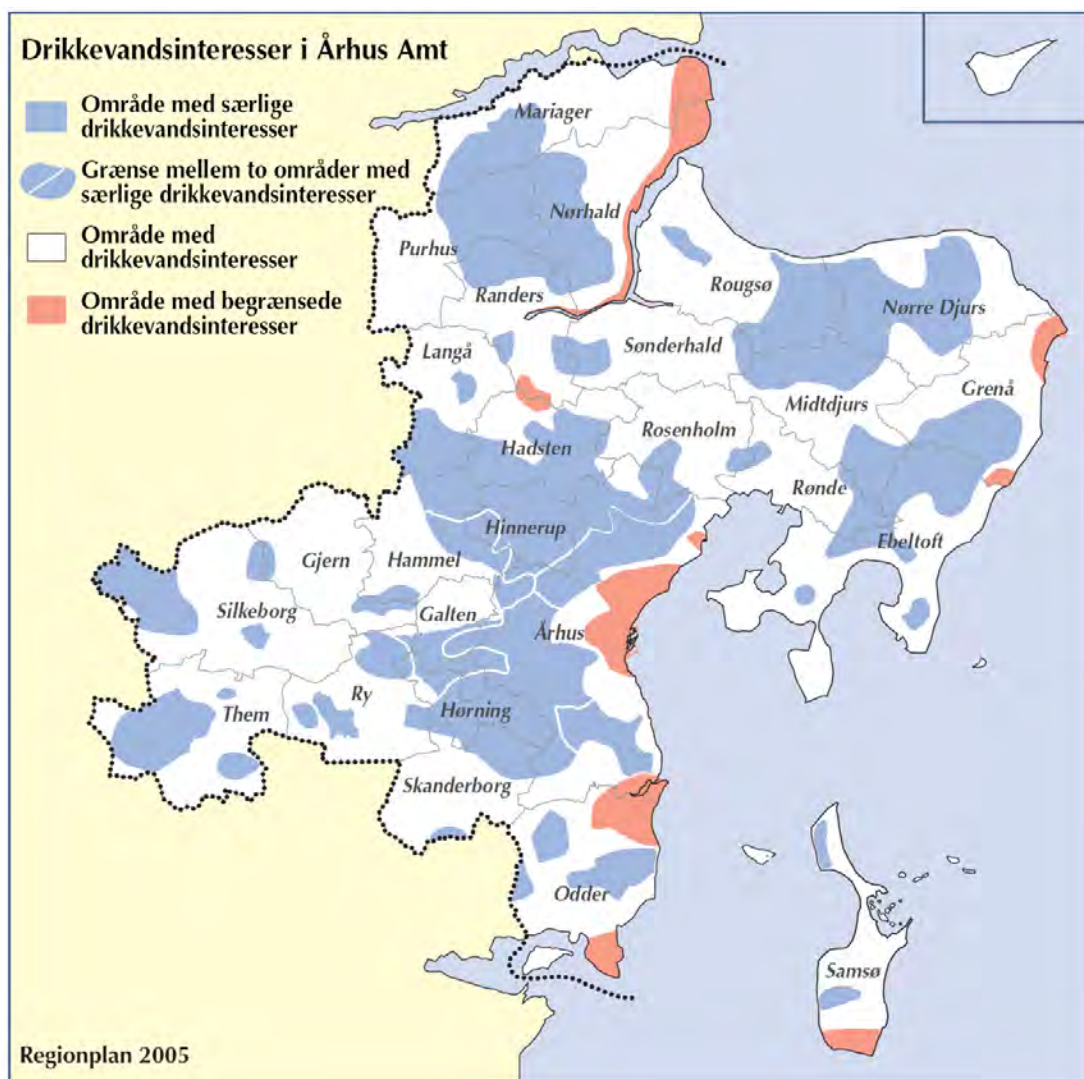 Drikkevandsinteresser i Århus Amt
Område med særlige
drikkevandsinteresser
Grænse mellem to områder med
særlige drikkevandsinteresser
Område med
drikkevandsinteresser
Område med begrænsede
drikkevandsinteresser
Mariager
Nørhald
Purhus
Rougsø
Randers
Nørre Djurs
Langå
Sønderhald
Grenå
Midtdjurs
Rosenholm
Hadsten
Rønde
Hinnerup
Ebeltoft
Gjern
Hammel
Silkeborg
Galten
Århus
Ry
Them
Hørning
Skanderborg
Odder
Samsø
Regionplan 2005